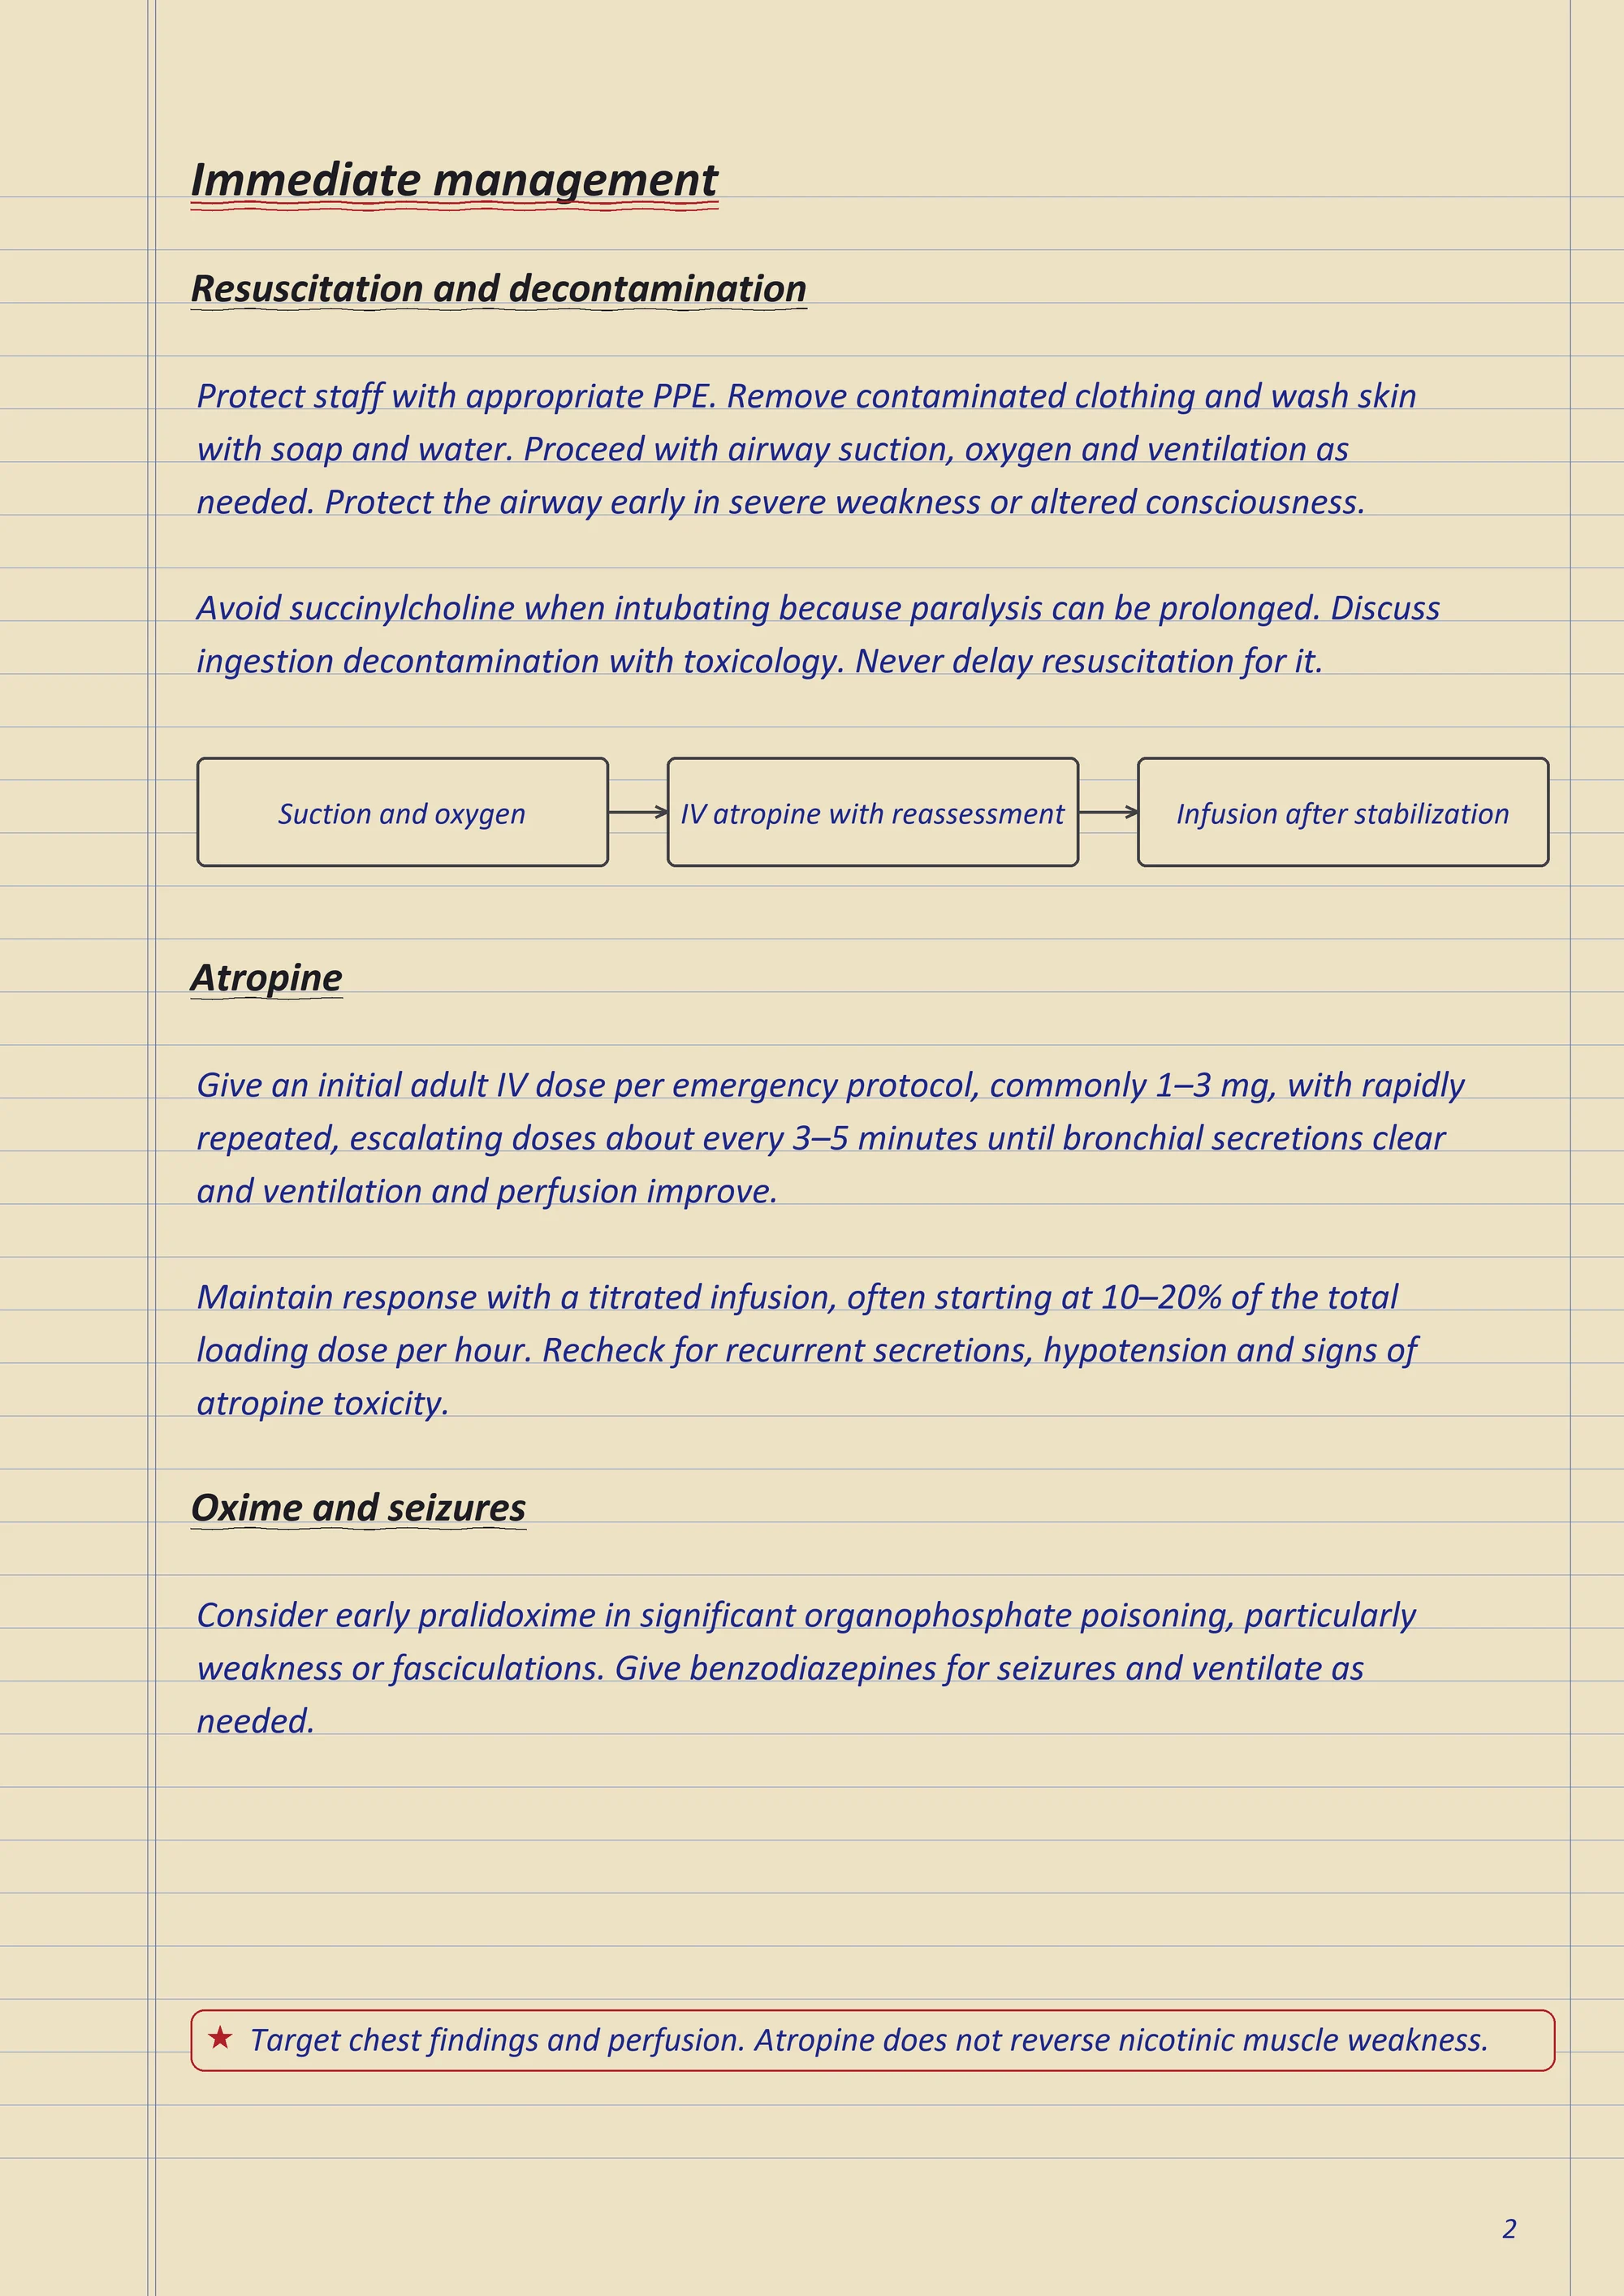 Immediate management
Resuscitation and decontamination
Protect staff with appropriate PPE. Remove contaminated clothing and wash skin
with soap and water. Proceed with airway suction, oxygen and ventilation as
needed. Protect the airway early in severe weakness or altered consciousness.
Avoid succinylcholine when intubating because paralysis can be prolonged. Discuss
ingestion decontamination with toxicology. Never delay resuscitation for it.
Suction and oxygen
IV atropine with reassessment
Infusion after stabilization
Atropine
Give an initial adult IV dose per emergency protocol, commonly 1–3 mg, with rapidly
repeated, escalating doses about every 3–5 minutes until bronchial secretions clear
and ventilation and perfusion improve.
Maintain response with a titrated infusion, often starting at 10–20% of the total
loading dose per hour. Recheck for recurrent secretions, hypotension and signs of
atropine toxicity.
Oxime and seizures
Consider early pralidoxime in significant organophosphate poisoning, particularly
weakness or fasciculations. Give benzodiazepines for seizures and ventilate as
needed.
★ Target chest findings and perfusion. Atropine does not reverse nicotinic muscle weakness.
2